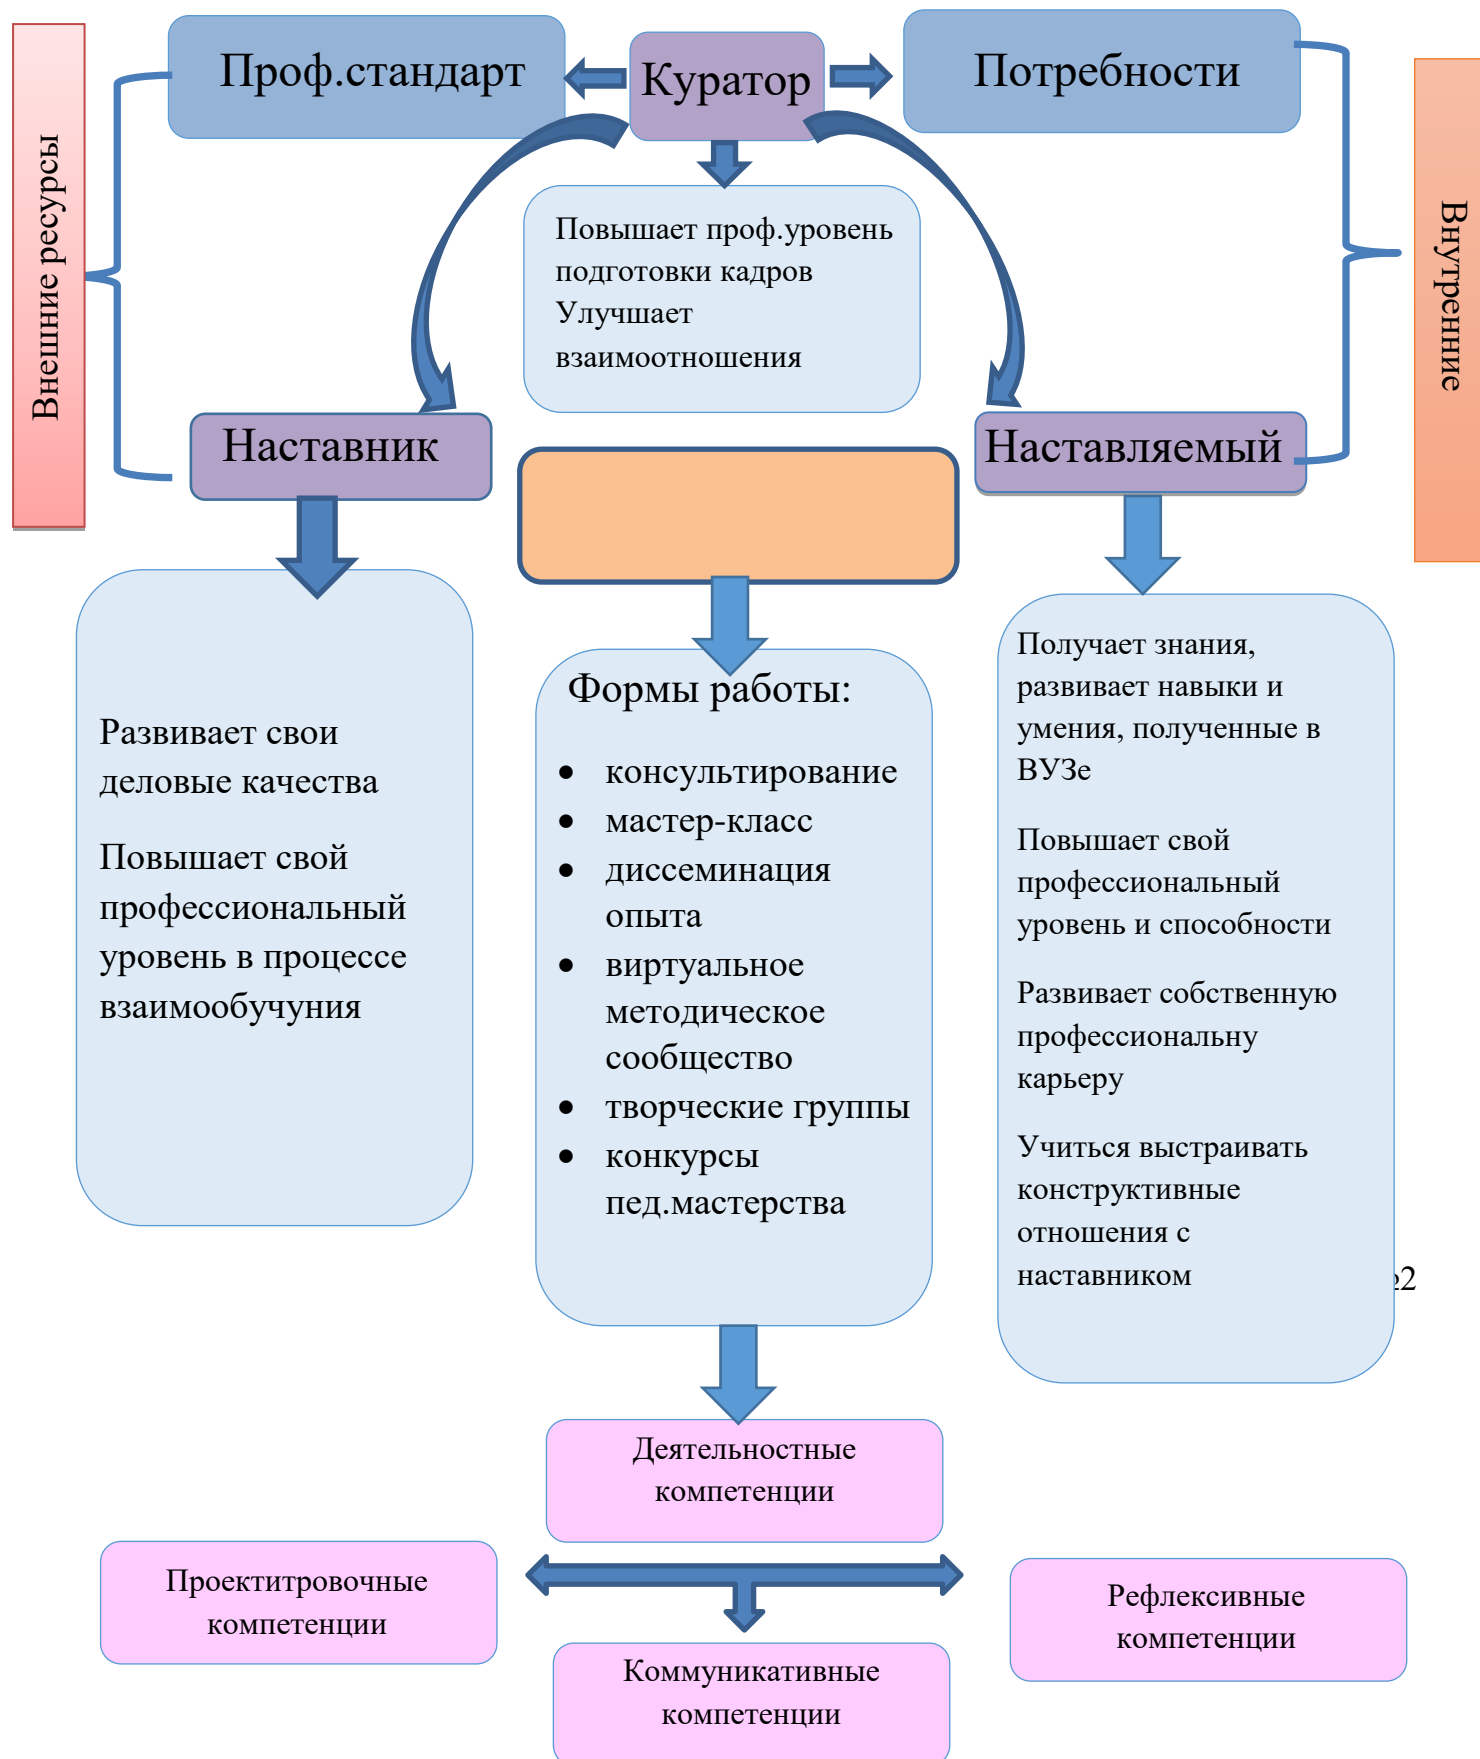 Проф.стандарт
Куратор
Потребности
Внешние ресурсы
Внутренние
Повышает проф.уровень
подготовки кадров
Улучшает
взаимоотношения
Наставник
Наставляемый
Развивает свои
деловые качества
Повышает свой
профессиональный
уровень в процессе
взаимообучуния
Формы работы:
• консультирование
• мастер-класс
• диссеминация
опыта
• виртуальное
методическое
сообщество
• творческие группы
• конкурсы
пед.мастерства
Получает знания,
развивает навыки и
умения, полученные в
ВУЗе
Повышает свой
профессиональный
уровень и способности
Развивает собственную
профессиональну
карьеру
Учиться выстраивать
конструктивные
отношения с
наставником
2
Деятельностные
компетенции
Проектитровочные
компетенции
Рефлексивные
компетенции
Коммуникативные
компетенции